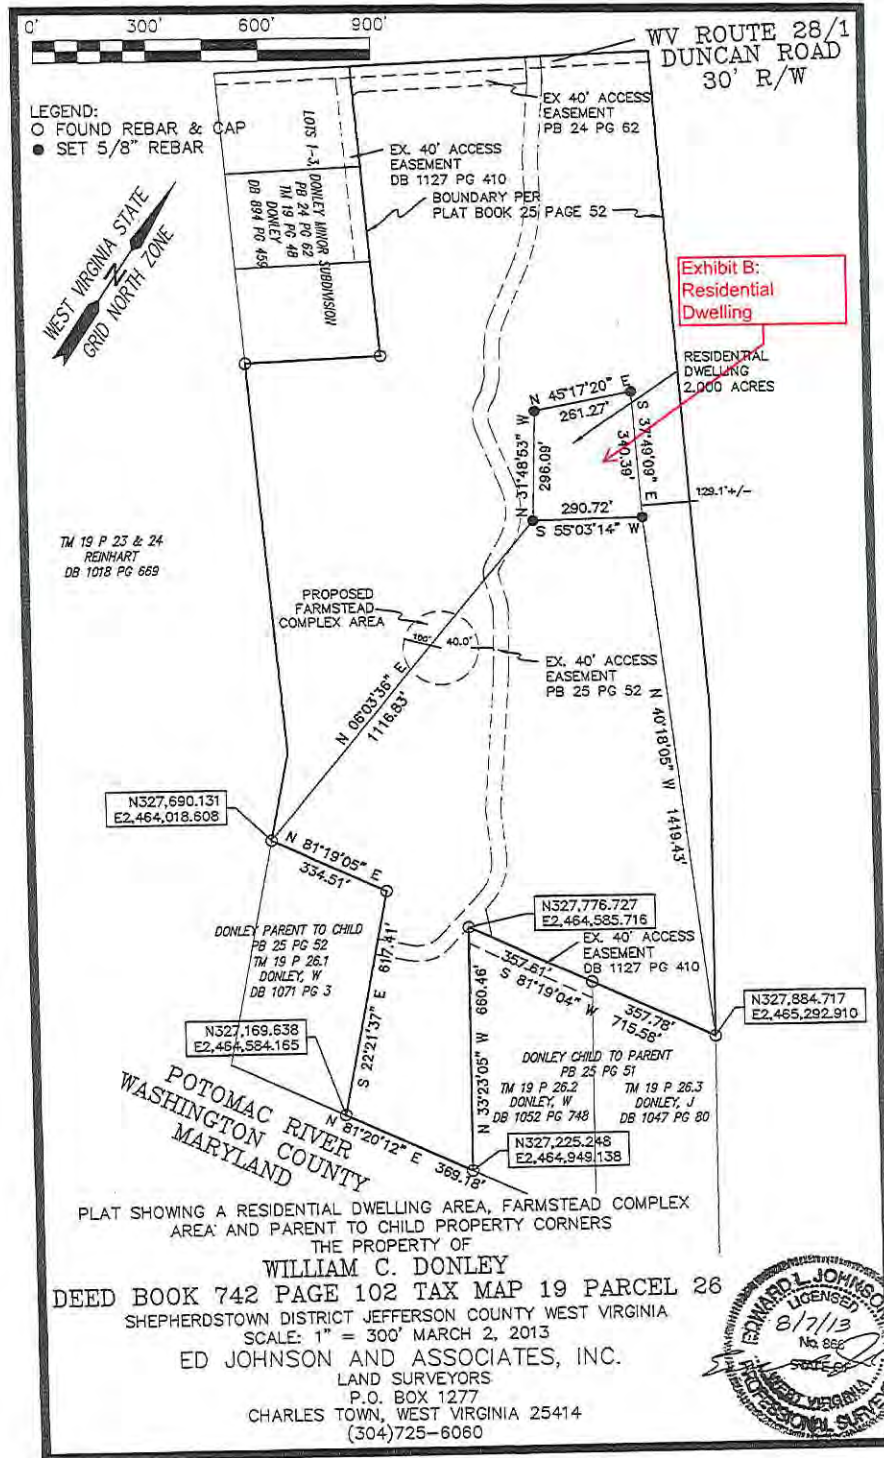 0' 300' 600' 900'
WV ROUTE 28/1
DUNCAN ROAD
30' R/W
LEGEND:
FOUND REBAR & CAP
SET 5/8" REBAR
WEST VIRGINIA STATE
N
GRID NORTH ZONE
LOTS 1-3, DONLEY MINOR SUBDIVISION
PB 24 PG 62
TM 19 PG 4B
DONLEY
DB 894 PG 459
EX 40' ACCESS
EASEMENT
PB 24 PG 62
EX. 40' ACCESS
EASEMENT
DB 1127 PG 410
BOUNDARY PER
PLAT BOOK 25 PAGE 52
Exhibit B:
Residential
Dwelling
RESIDENTIAL
DWELLING
2.000 ACRES
N 45°17'20" E
261.27'
S 37°49'09" E
340.39'
N 31°48'53" W
296.09'
290.72'
S 55°03'14" W
129.1'+/-
TM 19 P 23 & 24
REINHART
DB 1018 PG 669
PROPOSED
FARMSTEAD
COMPLEX AREA
100' 40.0'
EX. 40' ACCESS
EASEMENT
PB 25 PG 52
N 06°03'36" E
1116.83'
N 40°18'05" W 1419.43'
N327,690.131
E2,464,018.608
N 81°19'05" E
334.51'
N327,776.727
E2,464,585.716
DONLEY PARENT TO CHILD
PB 25 PG 52
TM 19 P 26.1
DONLEY, W
DB 1071 PG 3
S 22°21'37" E 617.41'
EX. 40' ACCESS
EASEMENT
DB 1127 PG 410
357.61'
S 81°19'04" W
357.78'
715.58'
N327,884.717
E2,465,292.910
N327,169.638
E2,464,584.165
N 33°23'05" W 660.46'
DONLEY CHILD TO PARENT
PB 25 PG 51
TM 19 P 26.2
DONLEY, W
DB 1052 PG 748
TM 19 P 26.3
DONLEY, J
DB 1047 PG 80
POTOMAC RIVER
WASHINGTON COUNTY
MARYLAND
N 81°20'12" E 369.18'
N327,225.248
E2,464,949.138
PLAT SHOWING A RESIDENTIAL DWELLING AREA, FARMSTEAD COMPLEX
AREA AND PARENT TO CHILD PROPERTY CORNERS
THE PROPERTY OF
WILLIAM C. DONLEY
DEED BOOK 742 PAGE 102 TAX MAP 19 PARCEL 26
SHEPHERDSTOWN DISTRICT JEFFERSON COUNTY WEST VIRGINIA
SCALE: 1" = 300' MARCH 2, 2013
ED JOHNSON AND ASSOCIATES, INC.
LAND SURVEYORS
P.O. BOX 1277
CHARLES TOWN, WEST VIRGINIA 25414
(304)725-6060
EDWARD L. JOHNSON
LICENSED
8/7/13
No. 866
STATE OF
WEST VIRGINIA
PROFESSIONAL SURVEYOR